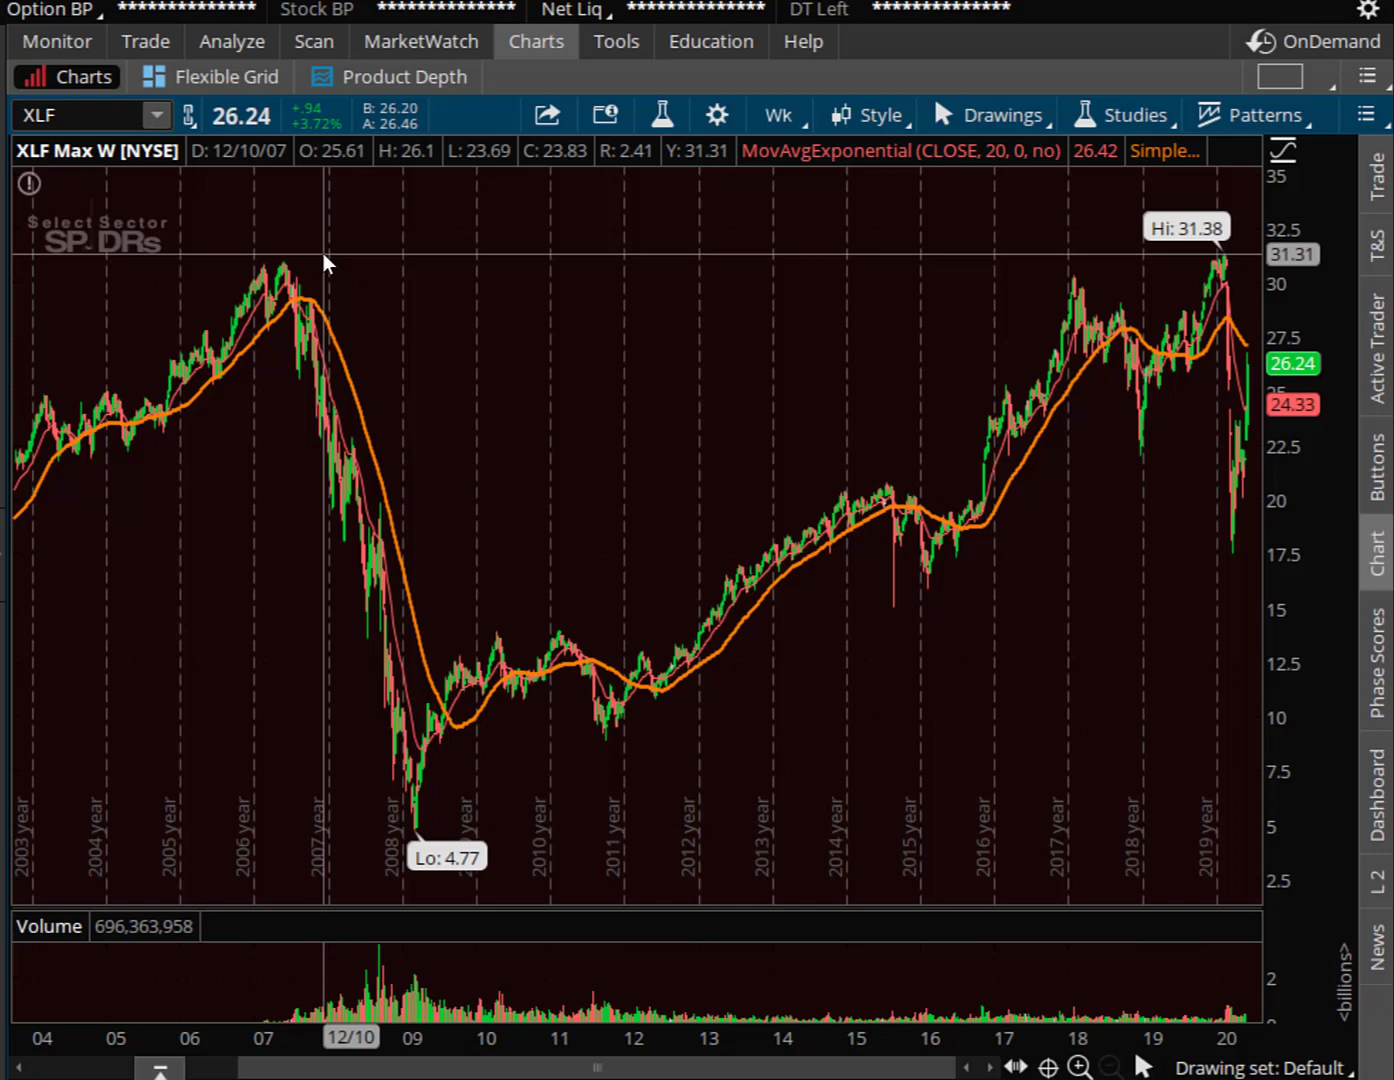 Option BP **************** Stock BP *************** Net Liq *************** DT Left ***************
Monitor Trade Analyze Scan MarketWatch Charts Tools Education Help OnDemand
Charts Flexible Grid Product Depth
XLF 26.24 +.94 +3.72% B: 26.20 A: 26.46 Wk Style Drawings Studies Patterns
XLF Max W [NYSE] D: 12/10/07 O: 25.61 H: 26.1 L: 23.69 C: 23.83 R: 2.41 Y: 31.31 MovAvgExponential (CLOSE, 20, 0, no) 26.42 Simple...
Select Sector
SPDRs
Hi: 31.38
Lo: 4.77
35
32.5
31.31
30
27.5
26.24
25
24.33
22.5
20
17.5
15
12.5
10
7.5
5
2.5
2003 year
2004 year
2005 year
2006 year
2007 year
2008 year
year
2010 year
2011 year
2012 year
2013 year
2014 year
2015 year
2016 year
2017 year
2018 year
2019 year
Volume 696,363,958
2
0
<billions>
04 05 06 07 12/10 09 10 11 12 13 14 15 16 17 18 19 20
Drawing set: Default
Trade
T&S
Active Trader
Buttons
Chart
Phase Scores
Dashboard
L 2
News